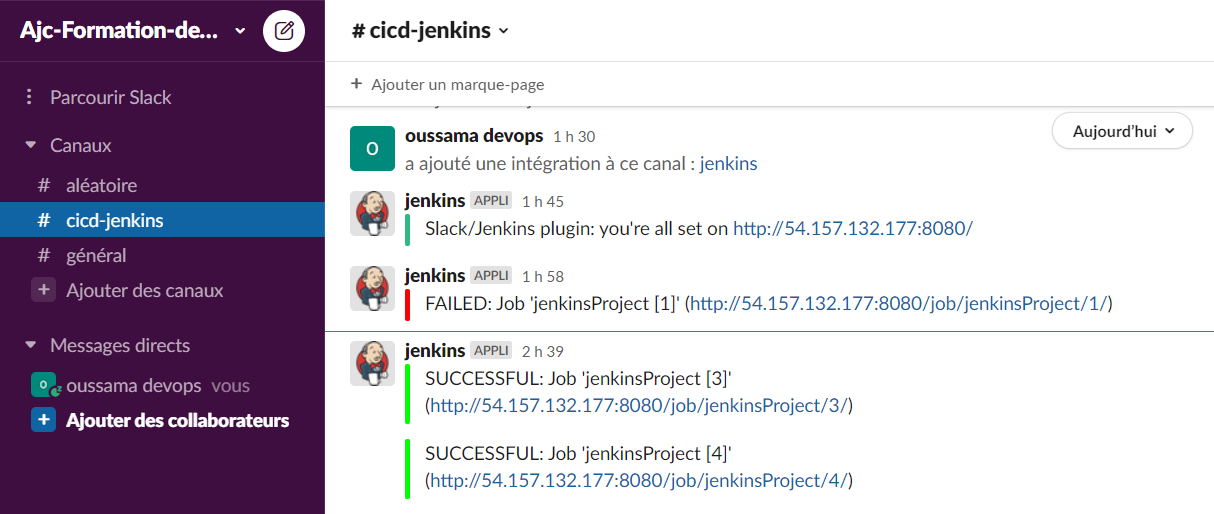 Ajc-Formation-de...
Parcourir Slack
Canaux
# aléatoire
# cicd-jenkins
# général
+ Ajouter des canaux
Messages directs
O oussama devops vous
+ Ajouter des collaborateurs
# cicd-jenkins
+ Ajouter un marque-page
Aujourd'hui
O
oussama devops 1 h 30
a ajouté une intégration à ce canal : jenkins
jenkins APPLI 1 h 45
Slack/Jenkins plugin: you're all set on http://54.157.132.177:8080/
jenkins APPLI 1 h 58
FAILED: Job 'jenkinsProject [1]' (http://54.157.132.177:8080/job/jenkinsProject/1/)
jenkins APPLI 2 h 39
SUCCESSFUL: Job 'jenkinsProject [3]'
(http://54.157.132.177:8080/job/jenkinsProject/3/)
SUCCESSFUL: Job 'jenkinsProject [4]'
(http://54.157.132.177:8080/job/jenkinsProject/4/)